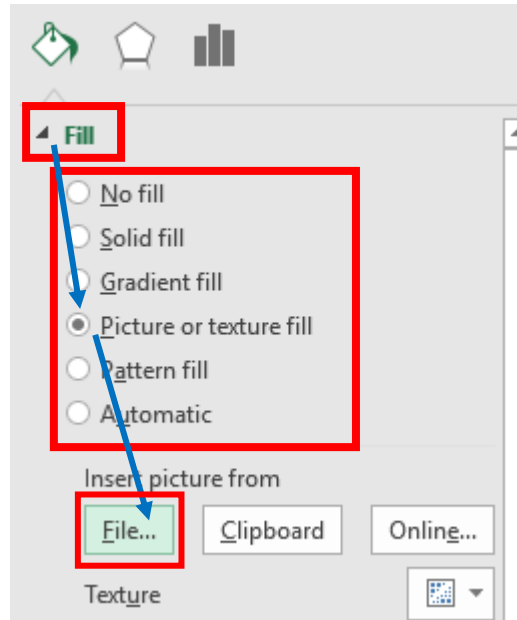 Fill
No fill
Solid fill
Gradient fill
Picture or texture fill
Pattern fill
Automatic
Insert picture from
File... Clipboard Online...
Texture